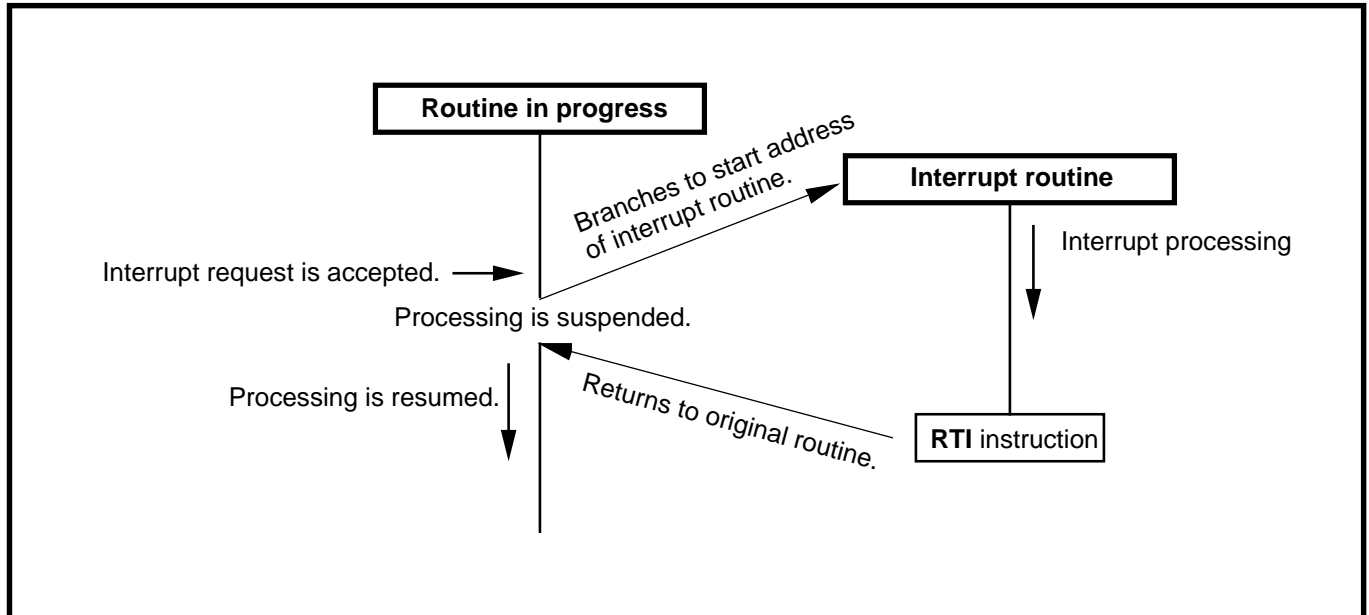 Routine in progress
Branches to start address
of interrupt routine.
Interrupt routine
Interrupt request is accepted.
Interrupt processing
Processing is suspended.
Processing is resumed.
Returns to original routine.
RTI instruction